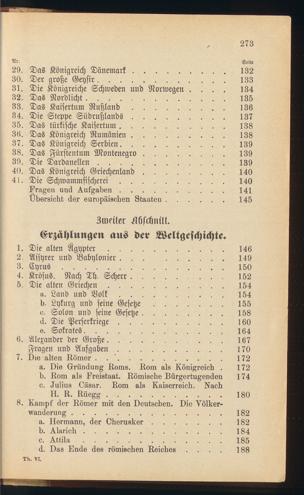 273
Nr. Seite
29. Das Königreich Dänemark 132
30. Der große Geysir 133
31. Die Königreiche Schweden und Norwegen 134
32. Das Nordlicht 135
33. Das Kaisertum Rußland 136
34. Die Steppe Südrußlands 137
35. Das türkische Kaisertum 138
36. Das Königreich Rumänien 138
37. Das Königreich Serbien 139
38. Das Fürstentum Montenegro 139
39. Die Dardanellen 139
40. Das Königreich Griechenland 140
41. Die Schwammfischerei 140
Fragen und Aufgaben 141
Übersicht der europäischen Staaten 145
Zweiter Abschnitt.
Erzählungen aus der Weltgeschichte.
1. Die alten Ägypter 146
2. Assyrer und Babylonier 149
3. Cyrus 150
4. Krösus. Nach Th. Scherr 152
5. Die alten Griechen 154
a. Land und Volk 154
b. Lykurg und seine Gesetze 155
c. Solon und seine Gesetze 158
d. Die Perserkriege 160
e. Sokrates 164
6. Alexander der Große 167
Fragen und Aufgaben 170
7. Die alten Römer 172
a. Die Gründung Roms. Rom als Königreich 172
b. Rom als Freistaat. Römische Bürgertugenden 174
c. Julius Cäsar. Rom als Kaiserreich. Nach
H. R. Rüegg 180
8. Kampf der Römer mit den Deutschen. Die Völker-
wanderung 182
a. Hermann, der Cherusker 182
b. Alarich 184
c. Attila 185
d. Das Ende des römischen Reiches 188
Th. VI.